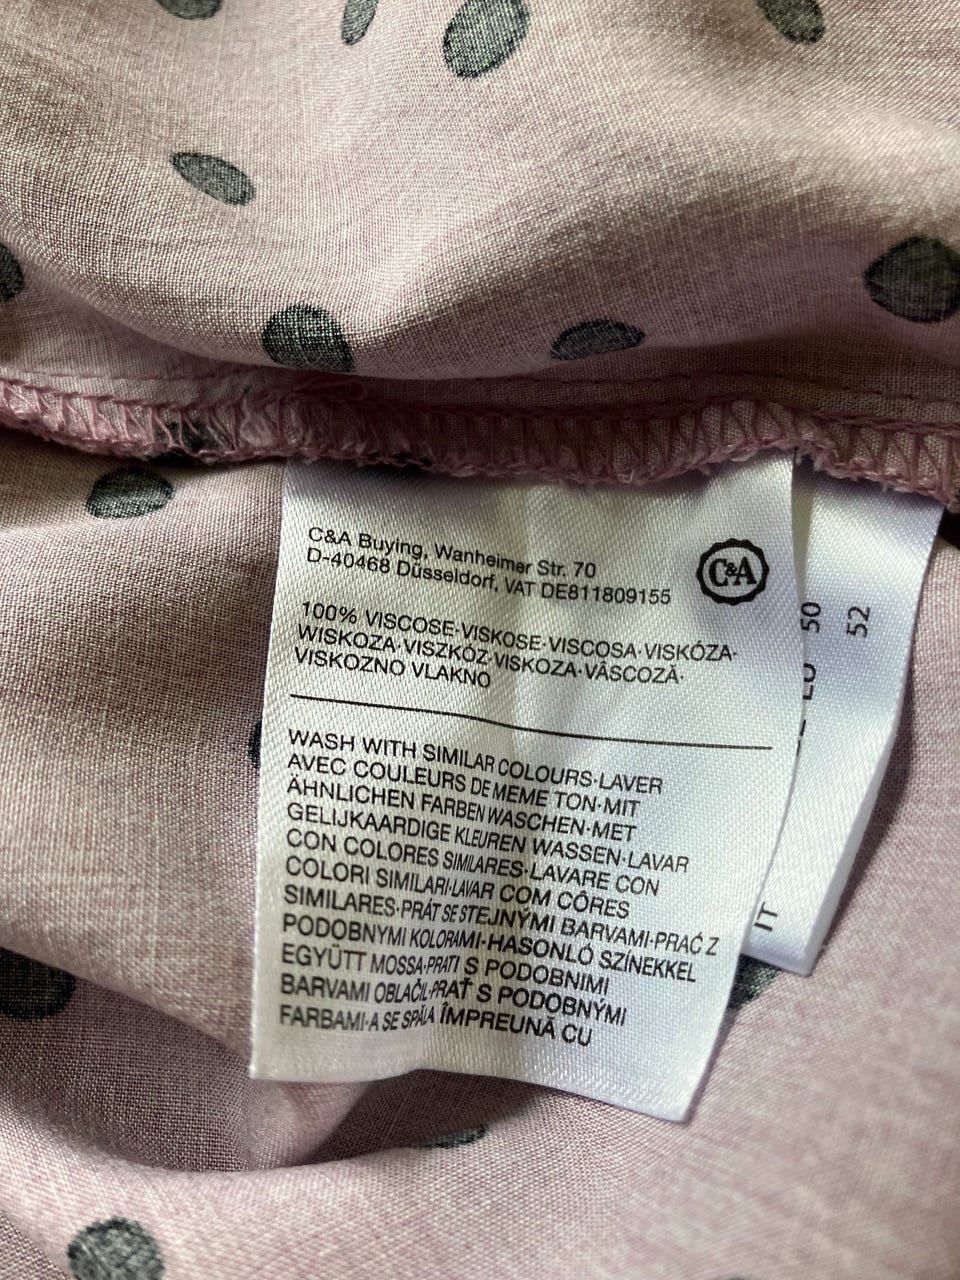 C&A Buying, Wanheimer Str. 70
D-40468 Düsseldorf, VAT DE811809155
C&A
100% VISCOSE·VISKOSE·VISCOSA·VISKÓZA·
WISKOZA·VISZKÓZ·VISKOZA·VÂSCOZĂ·
VISKOZNO VLAKNO
WASH WITH SIMILAR COLOURS·LAVER
AVEC COULEURS DE MEME TON·MIT
ÄHNLICHEN FARBEN WASCHEN·MET
GELIJKAARDIGE KLEUREN WASSEN·LAVAR
CON COLORES SIMILARES·LAVARE CON
COLORI SIMILARI·LAVAR COM CÔRES
SIMILARES·PRÁT SE STEJNÝMI BARVAMI·PRAĆ Z
PODOBNYMI KOLORAMI·HASONLÓ SZÍNEKKEL
EGYÜTT MOSSA·PRATI S PODOBNIMI
BARVAMI OBLAČIL·PRAŤ S PODOBNÝMI
FARBAMI·A SE SPĂLA ÎMPREUNĂ CU
EU 50
IT 52